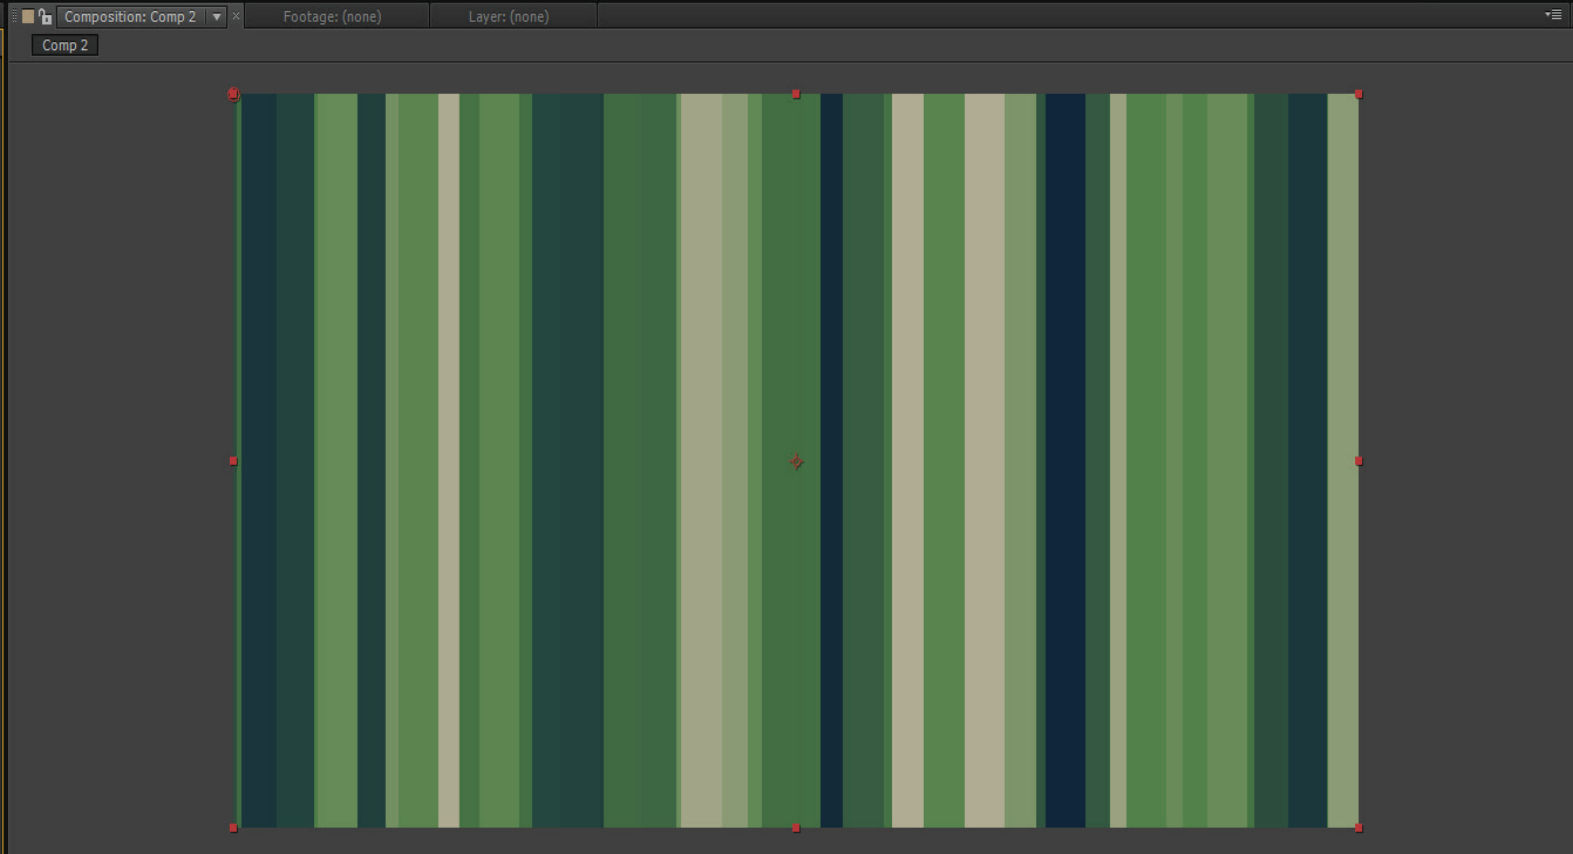 Composition: Comp 2
Footage: (none)
Layer: (none)
Comp 2